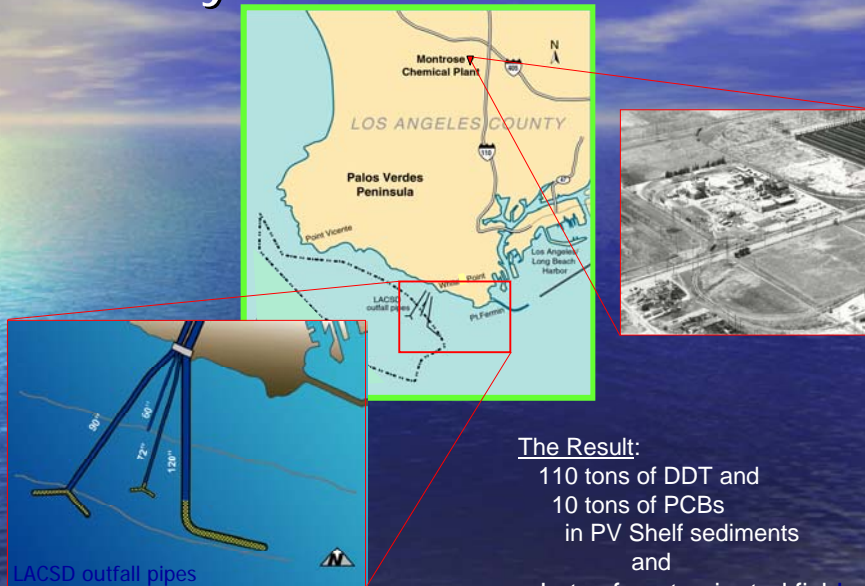 Montrose
Chemical Plant
N
405
LOS ANGELES COUNTY
110
Palos Verdes
Peninsula
47
Point Vicente
Los Angeles/
Long Beach
Harbor
White Point
LACSD
outfall pipes
Pt.Fermin
90"
60"
72"
120"
N
LACSD outfall pipes
The Result:
110 tons of DDT and
10 tons of PCBs
in PV Shelf sediments
and